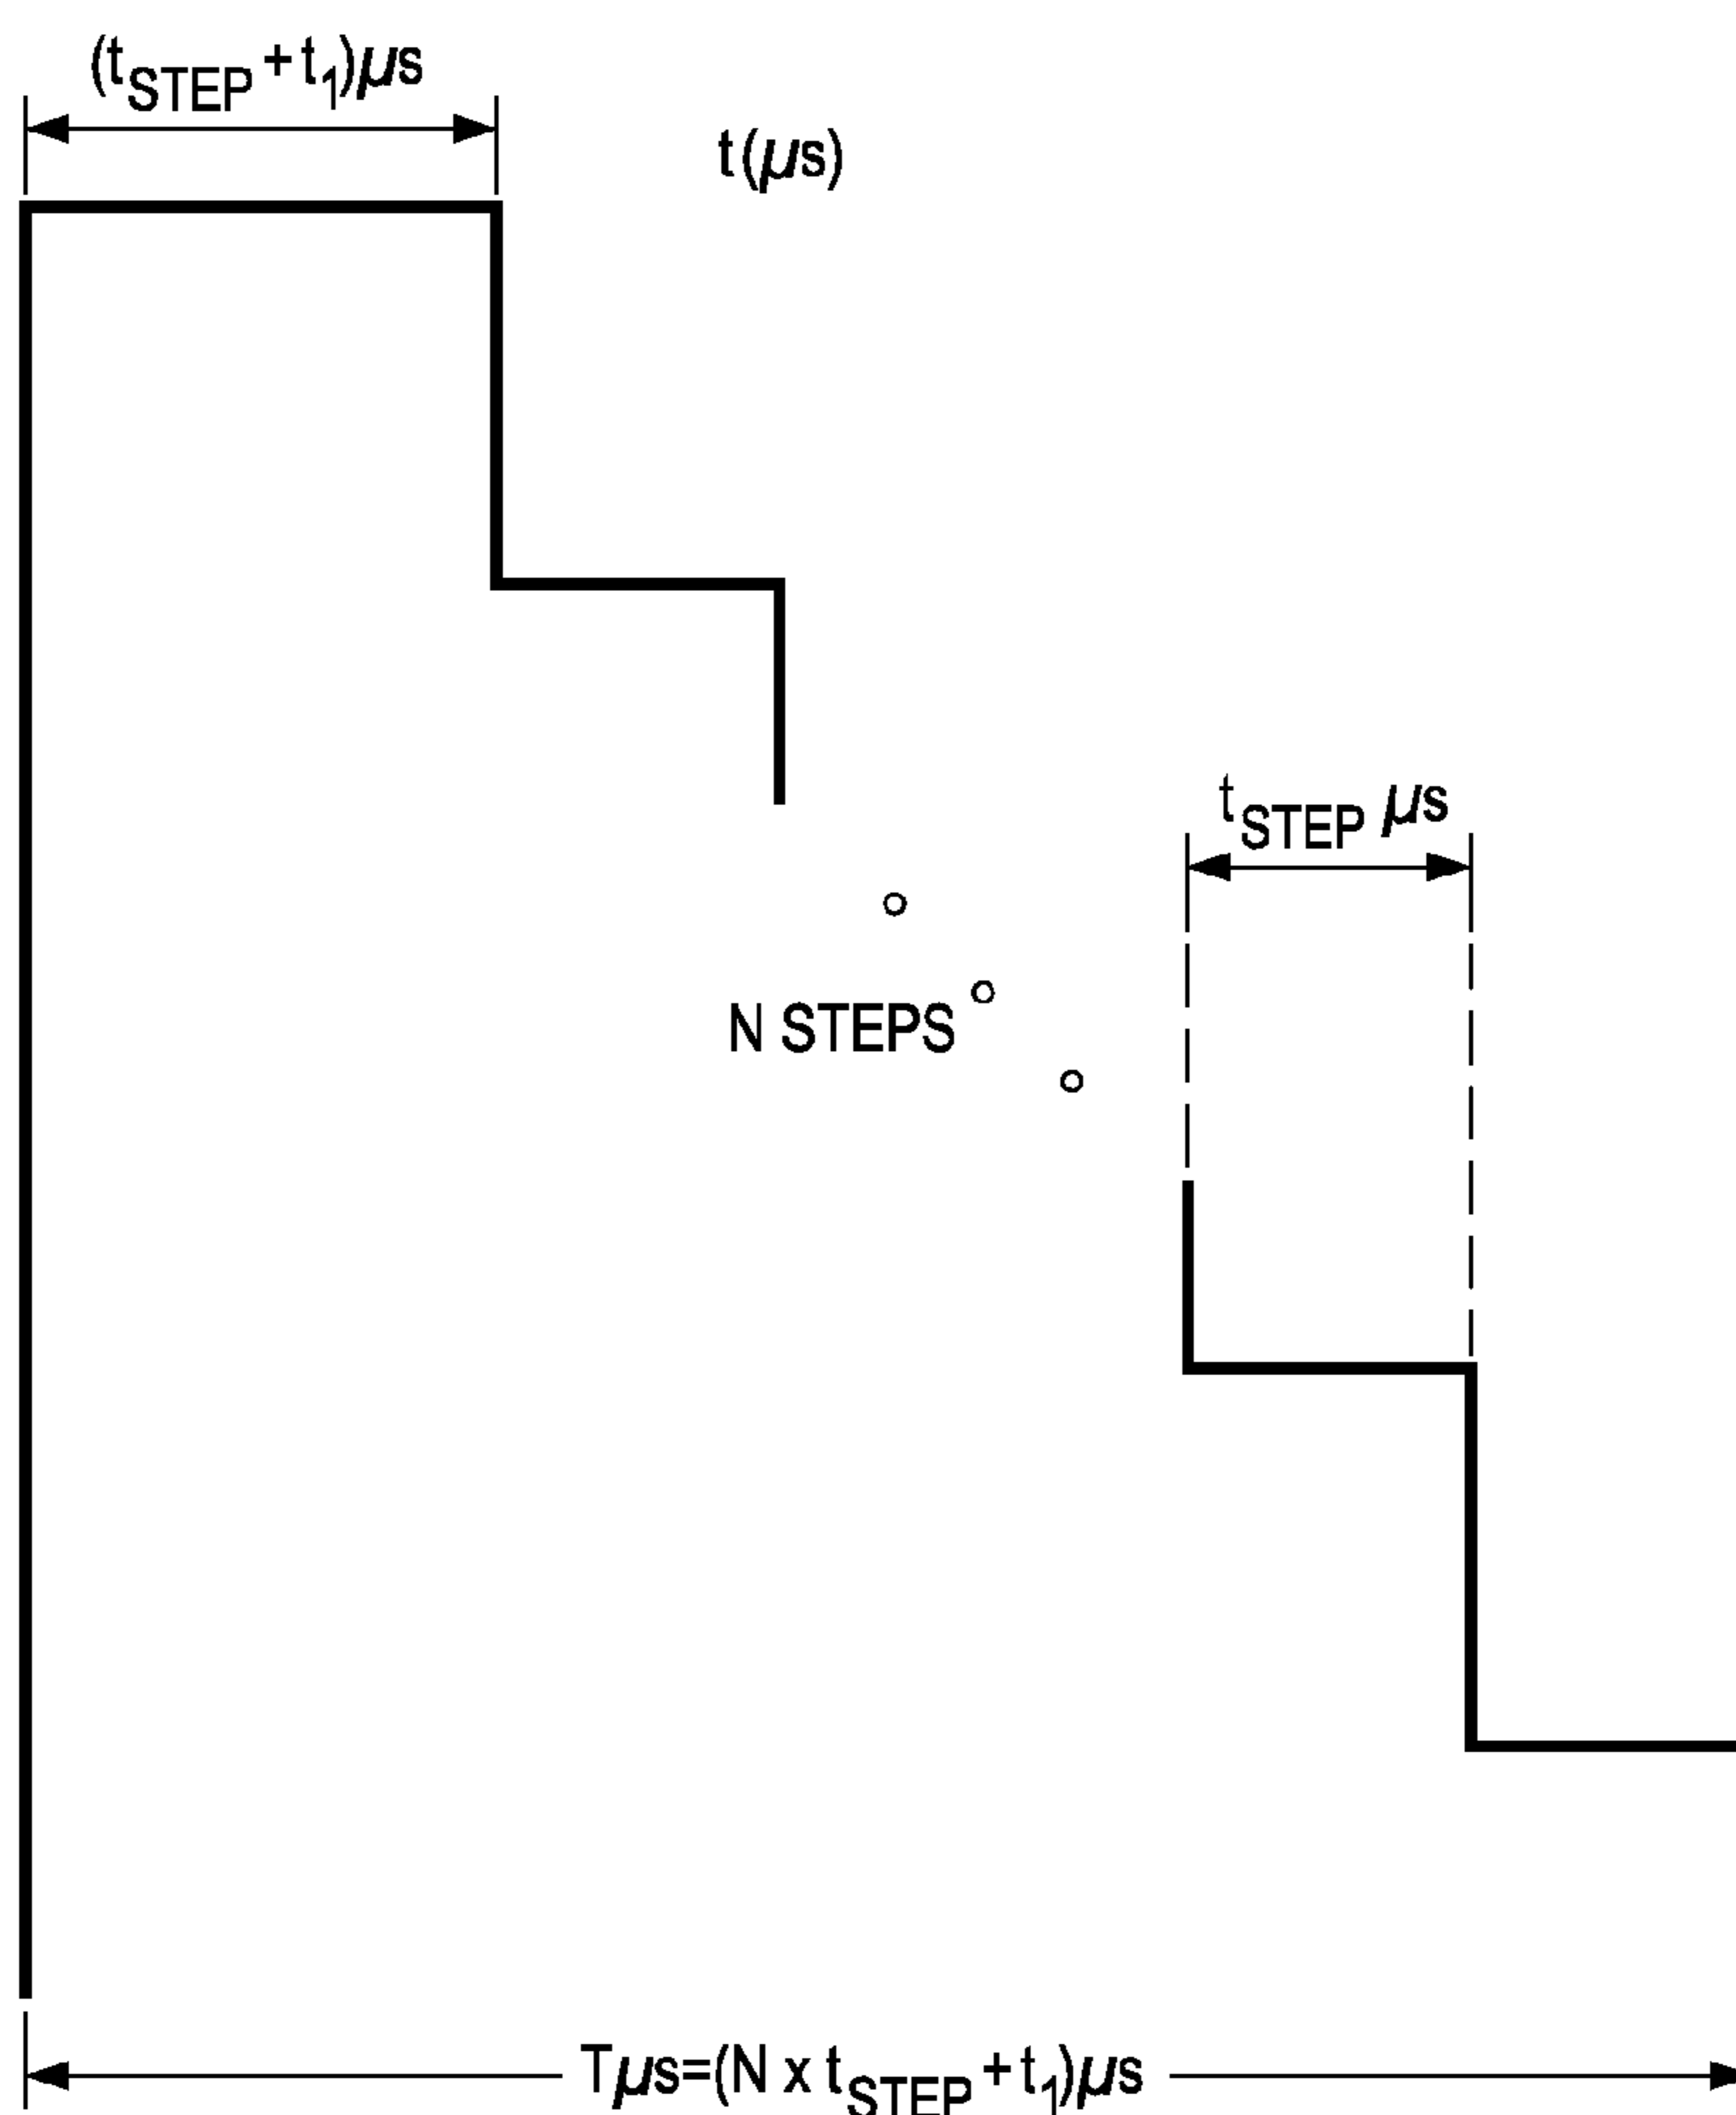 (tSTEP+t1)µs
t(µs)
tSTEP µs
N STEPS
Tµs=(N x tSTEP+t1)µs